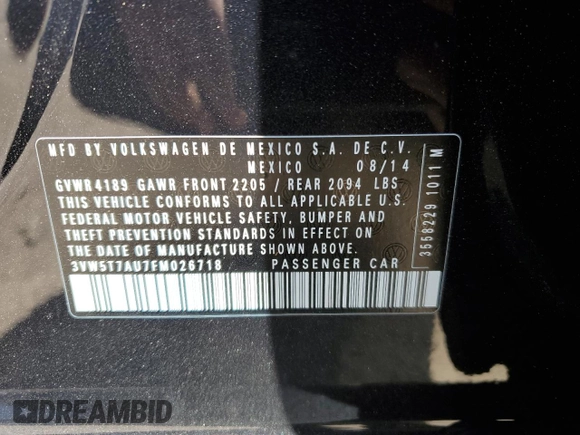 MFD BY VOLKSWAGEN DE MEXICO S.A. DE C.V.
MEXICO 08/14
GVWR4189 GAWR FRONT 2205 / REAR 2094 LBS
THIS VEHICLE CONFORMS TO ALL APPLICABLE U.S.
FEDERAL MOTOR VEHICLE SAFETY, BUMPER AND
THEFT PREVENTION STANDARDS IN EFFECT ON
THE DATE OF MANUFACTURE SHOWN ABOVE.
3VW5T7AU7FM026718 PASSENGER CAR
3558229 1011 M
DREAMBID